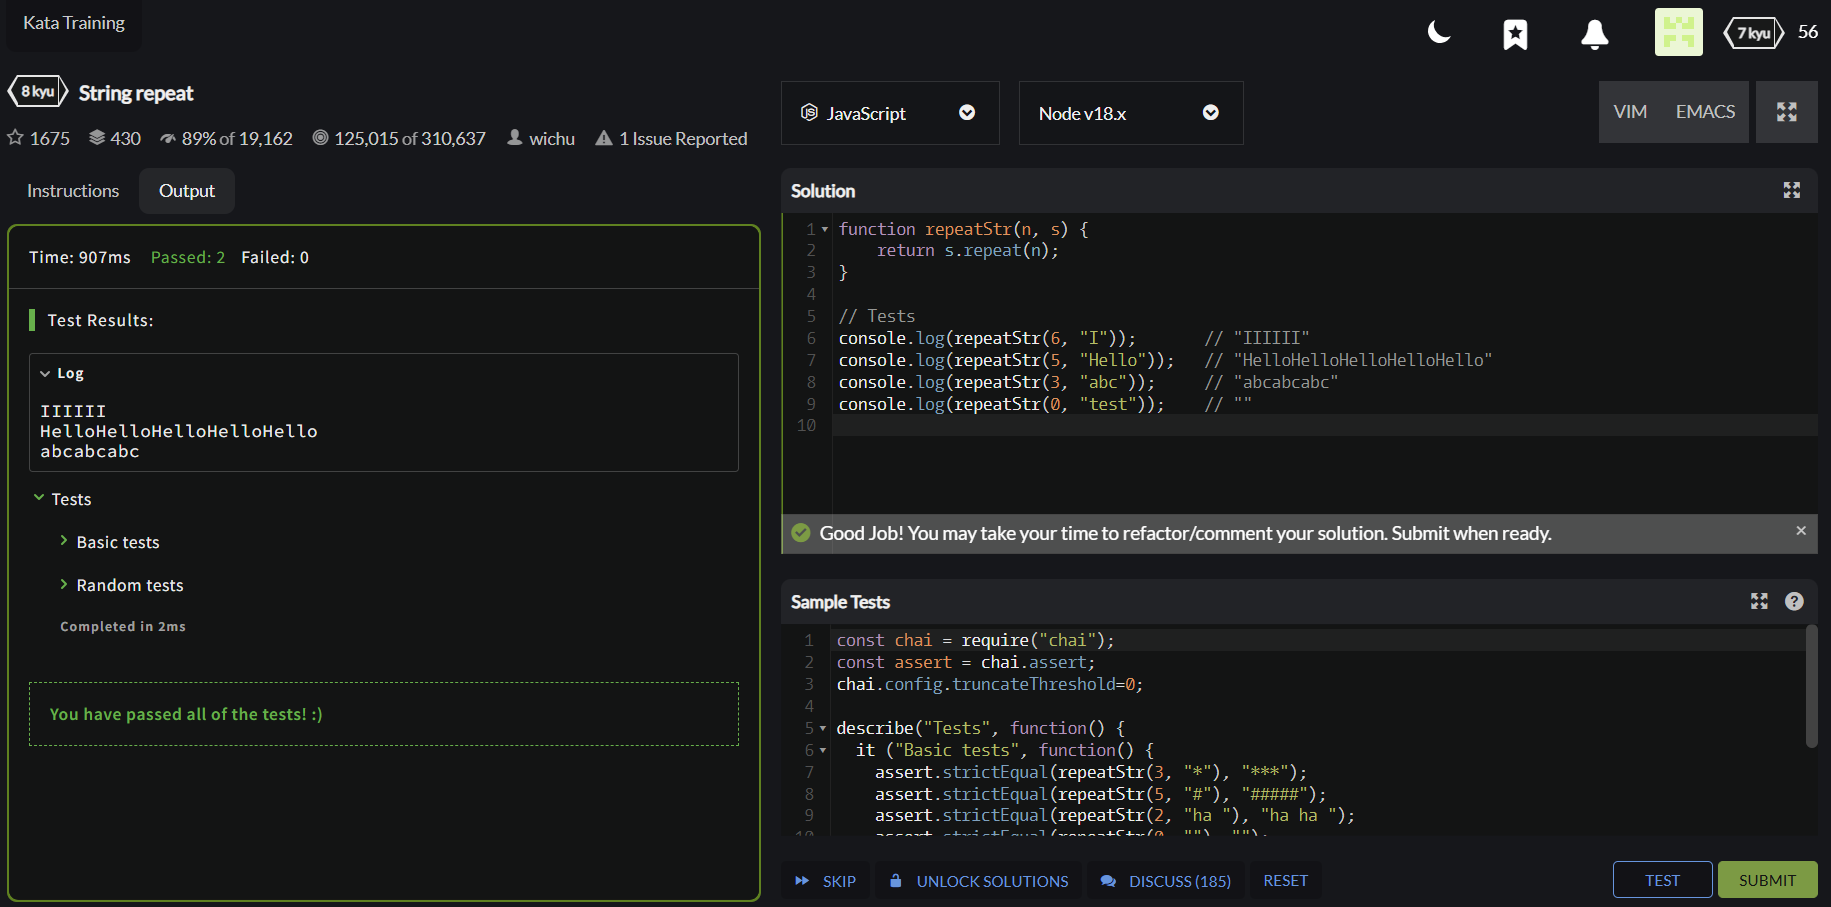 Kata Training
7 kyu 56
8 kyu String repeat
1675 430 89% of 19,162 125,015 of 310,637 wichu 1 Issue Reported
Instructions Output
Time: 907ms Passed: 2 Failed: 0
Test Results:
Log
IIIIII
HelloHelloHelloHelloHello
abcabcabc
Tests
Basic tests
Random tests
Completed in 2ms
You have passed all of the tests! :)
JavaScript Node v18.x VIM EMACS
Solution
1 function repeatStr(n, s) {
2     return s.repeat(n);
3 }
4
5 // Tests
6 console.log(repeatStr(6, "I"));       // "IIIIII"
7 console.log(repeatStr(5, "Hello"));   // "HelloHelloHelloHelloHello"
8 console.log(repeatStr(3, "abc"));     // "abcabcabc"
9 console.log(repeatStr(0, "test"));    // ""
10
Good Job! You may take your time to refactor/comment your solution. Submit when ready. ×
Sample Tests ?
1 const chai = require("chai");
2 const assert = chai.assert;
3 chai.config.truncateThreshold=0;
4
5 describe("Tests", function() {
6   it ("Basic tests", function() {
7     assert.strictEqual(repeatStr(3, "*"), "***");
8     assert.strictEqual(repeatStr(5, "#"), "#####");
9     assert.strictEqual(repeatStr(2, "ha "), "ha ha ");
10     assert.strictEqual(repeatStr(0, ""), "");
SKIP UNLOCK SOLUTIONS DISCUSS (185) RESET TEST SUBMIT